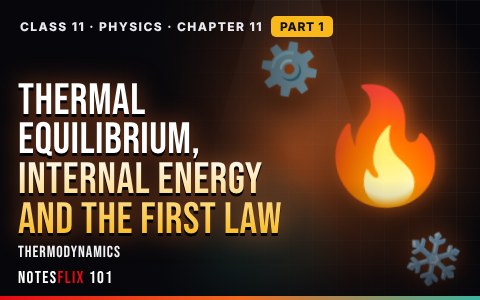 CLASS 11 · PHYSICS · CHAPTER 11 PART 1
THERMAL
EQUILIBRIUM,
INTERNAL ENERGY
AND THE FIRST LAW
THERMODYNAMICS
NOTESFLIX 101